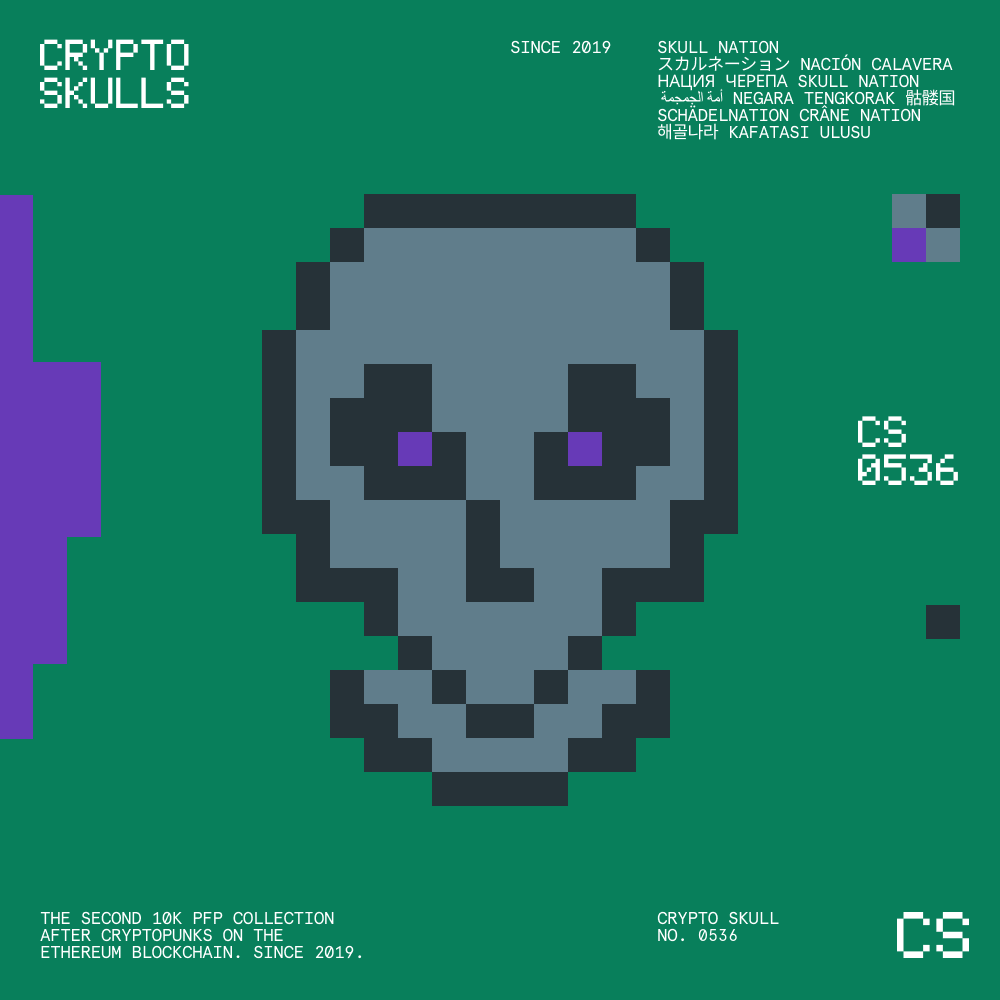 CRYPTO
SKULLS
SINCE 2019
SKULL NATION
スカルネーション NACIÓN CALAVERA
НАЦИЯ ЧЕРЕПА SKULL NATION
أمة الجمجمة NEGARA TENGKORAK 骷髅国
SCHÄDELNATION CRÂNE NATION
해골나라 KAFATASI ULUSU
CS
0536
THE SECOND 10K PFP COLLECTION
AFTER CRYPTOPUNKS ON THE
ETHEREUM BLOCKCHAIN. SINCE 2019.
CRYPTO SKULL
NO. 0536
CS